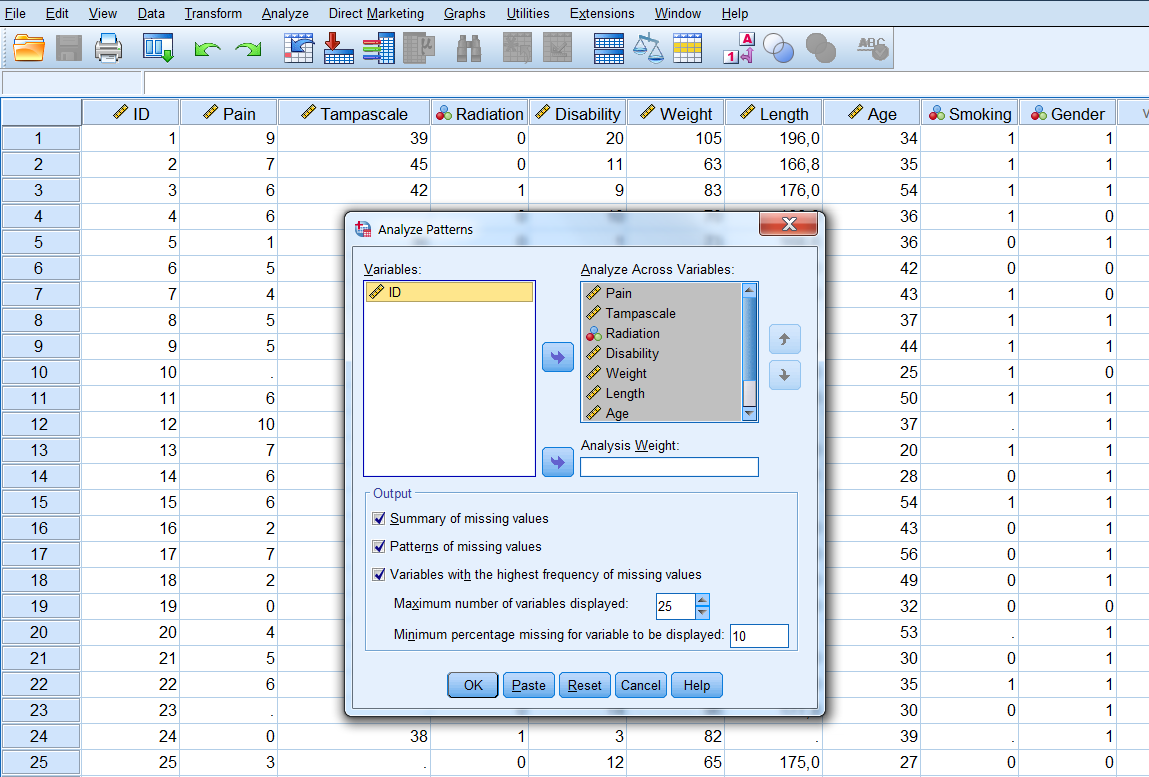 File Edit View Data Transform Analyze Direct Marketing Graphs Utilities Extensions Window Help
ID Pain Tampascale Radiation Disability Weight Length Age Smoking Gender
1 1 9 39 0 20 105 196,0 34 1 1
2 2 7 45 0 11 63 166,8 35 1 1
3 3 6 42 1 9 83 176,0 54 1 1
4 4 6 36 1 0
5 5 1 36 0 1
6 6 5 42 0 0
7 7 4 43 1 0
8 8 5 37 1 1
9 9 5 44 1 1
10 10 . 25 1 0
11 11 6 50 1 1
12 12 10 37 . 1
13 13 7 20 1 1
14 14 6 28 0 1
15 15 6 54 1 1
16 16 2 43 0 1
17 17 7 56 0 1
18 18 2 49 0 1
19 19 0 32 0 0
20 20 4 53 . 1
21 21 5 30 0 1
22 22 6 35 1 1
23 23 . 30 0 1
24 24 0 38 1 3 82 . 39 . 1
25 25 3 . 0 12 65 175,0 27 0 0
Analyze Patterns
Variables:
ID
Analyze Across Variables:
Pain
Tampascale
Radiation
Disability
Weight
Length
Age
Analysis Weight:
Output
Summary of missing values
Patterns of missing values
Variables with the highest frequency of missing values
Maximum number of variables displayed: 25
Minimum percentage missing for variable to be displayed: 10
OK Paste Reset Cancel Help